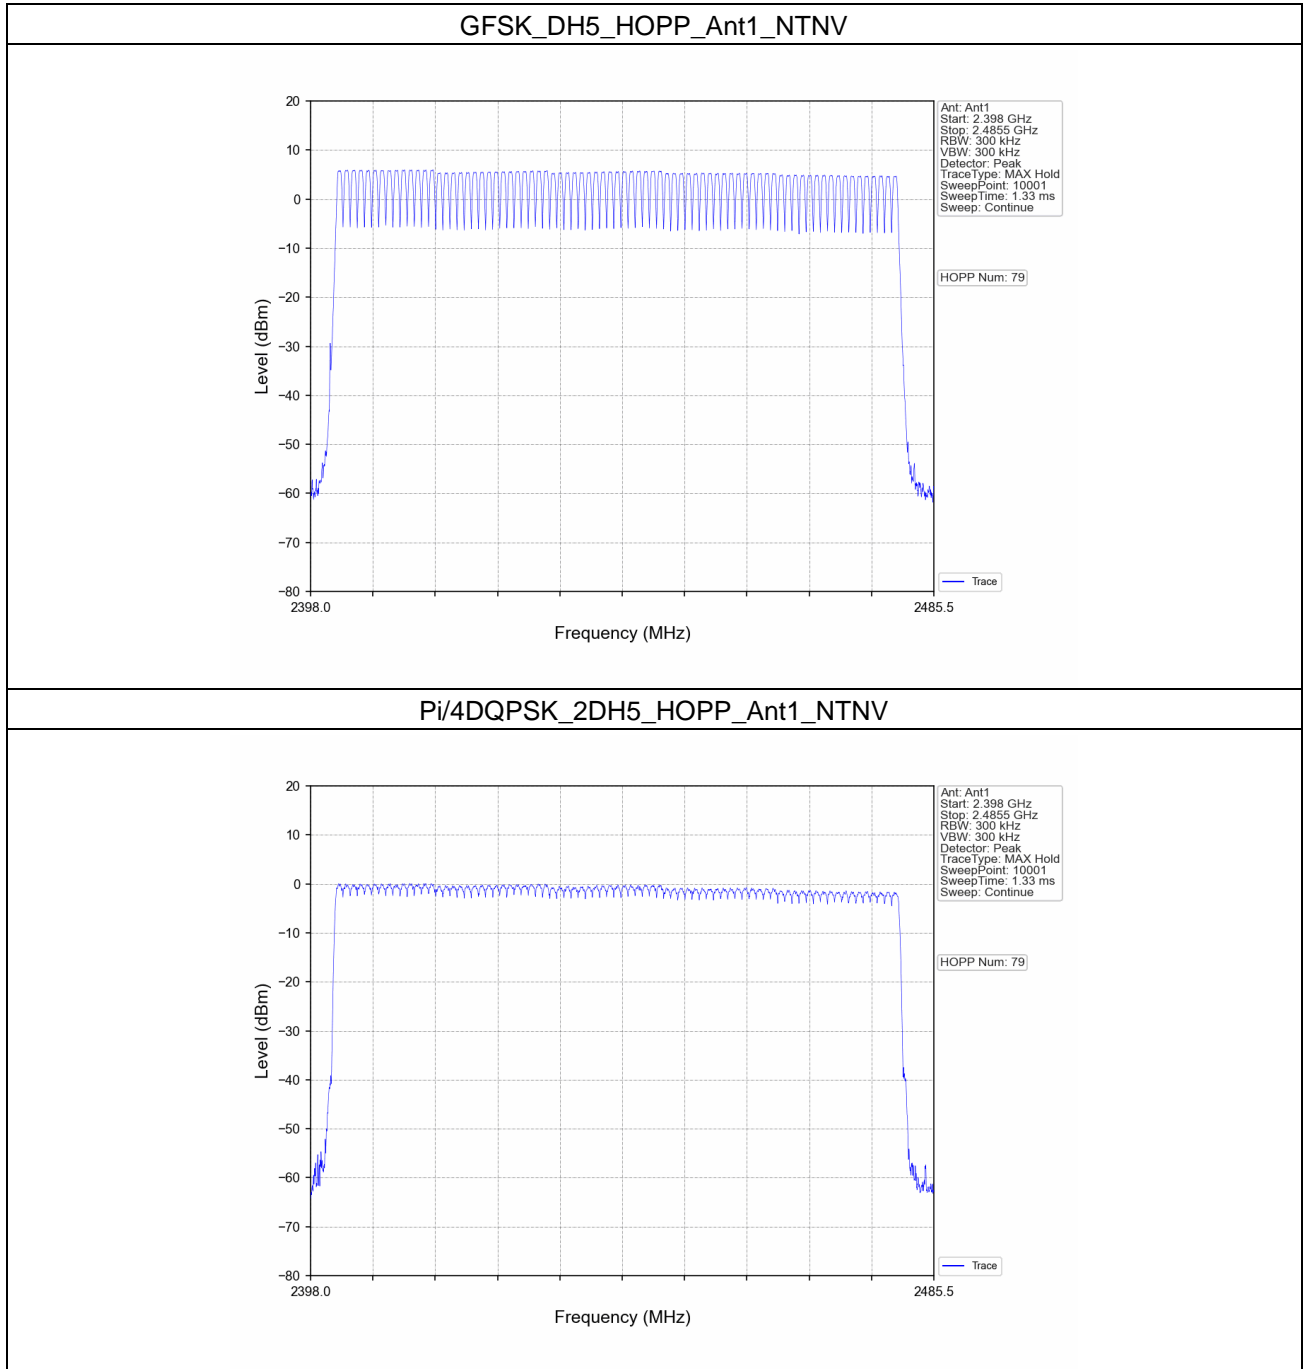 GFSK_DH5_HOPP_Ant1_NTNV
20
10
0
−10
−20
−30
−40
−50
−60
−70
−80
Level (dBm)
2398.0
2485.5
Frequency (MHz)
Ant: Ant1
Start: 2.398 GHz
Stop: 2.4855 GHz
RBW: 300 kHz
VBW: 300 kHz
Detector: Peak
TraceType: MAX Hold
SweepPoint: 10001
SweepTime: 1.33 ms
Sweep: Continue
HOPP Num: 79
Trace
Pi/4DQPSK_2DH5_HOPP_Ant1_NTNV
20
10
0
−10
−20
−30
−40
−50
−60
−70
−80
Level (dBm)
2398.0
2485.5
Frequency (MHz)
Ant: Ant1
Start: 2.398 GHz
Stop: 2.4855 GHz
RBW: 300 kHz
VBW: 300 kHz
Detector: Peak
TraceType: MAX Hold
SweepPoint: 10001
SweepTime: 1.33 ms
Sweep: Continue
HOPP Num: 79
Trace